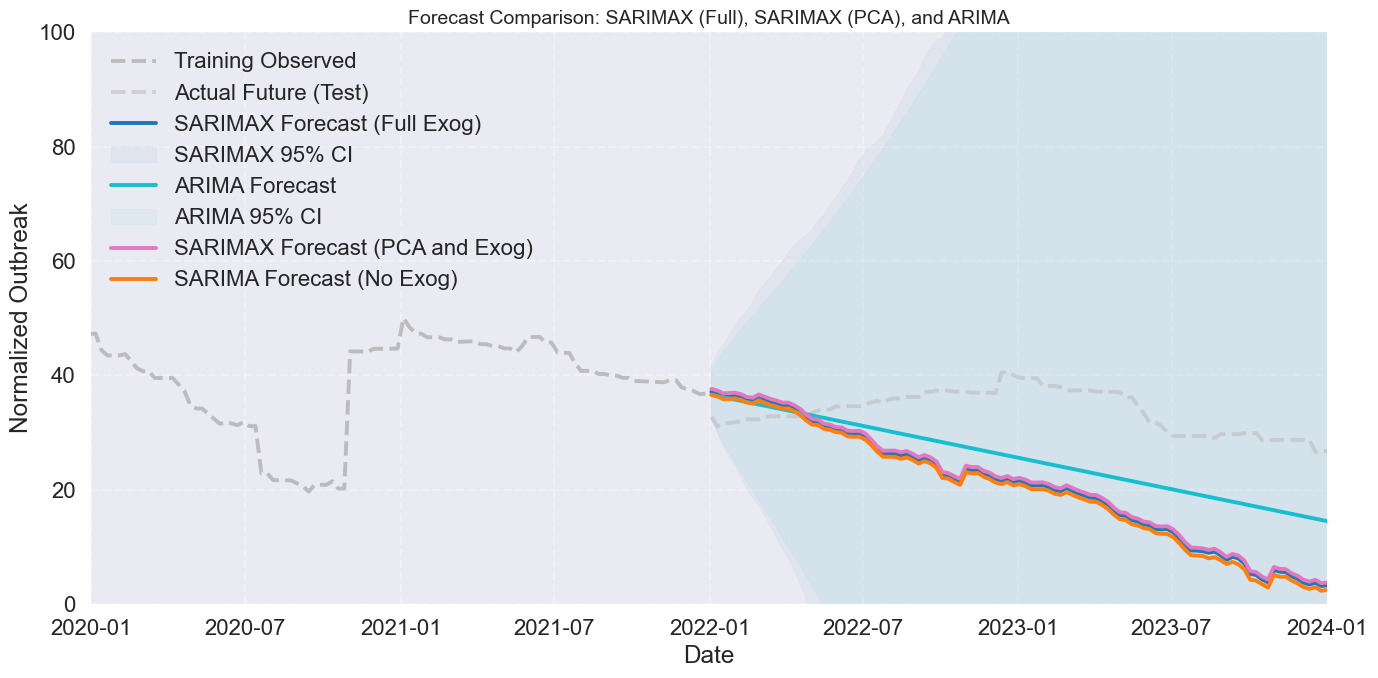 Forecast Comparison: SARIMAX (Full), SARIMAX (PCA), and ARIMA
Normalized Outbreak
100
80
60
40
20
0
Training Observed
Actual Future (Test)
SARIMAX Forecast (Full Exog)
SARIMAX 95% CI
ARIMA Forecast
ARIMA 95% CI
SARIMAX Forecast (PCA and Exog)
SARIMA Forecast (No Exog)
2020-01 2020-07 2021-01 2021-07 2022-01 2022-07 2023-01 2023-07 2024-01
Date